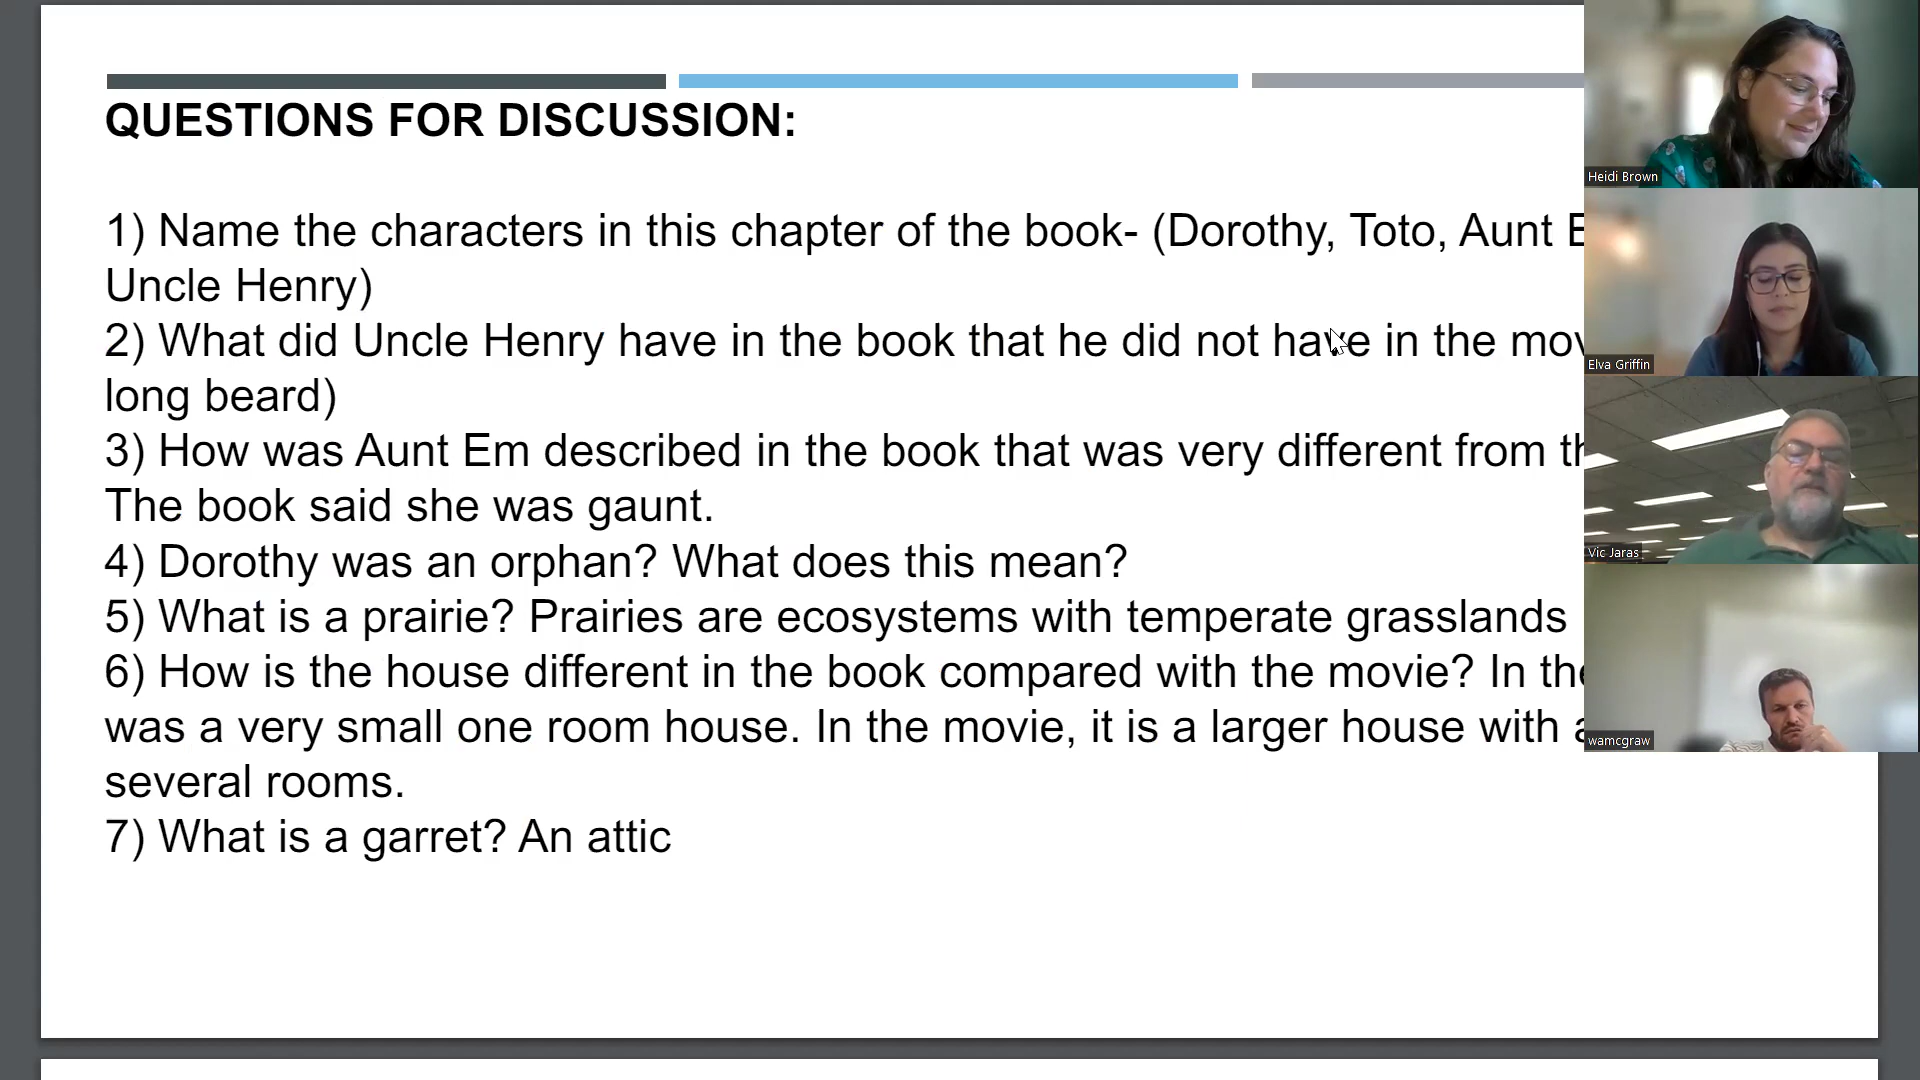 QUESTIONS FOR DISCUSSION:
1) Name the characters in this chapter of the book- (Dorothy, Toto, Aunt
Uncle Henry)
2) What did Uncle Henry have in the book that he did not have in the
long beard)
3) How was Aunt Em described in the book that was very different from
The book said she was gaunt.
4) Dorothy was an orphan? What does this mean?
5) What is a prairie? Prairies are ecosystems with temperate grasslands
6) How is the house different in the book compared with the movie? In
was a very small one room house. In the movie, it is a larger house with
several rooms.
7) What is a garret? An attic
Heidi Brown
Elva Griffin
Vic Jaras
wamcgraw